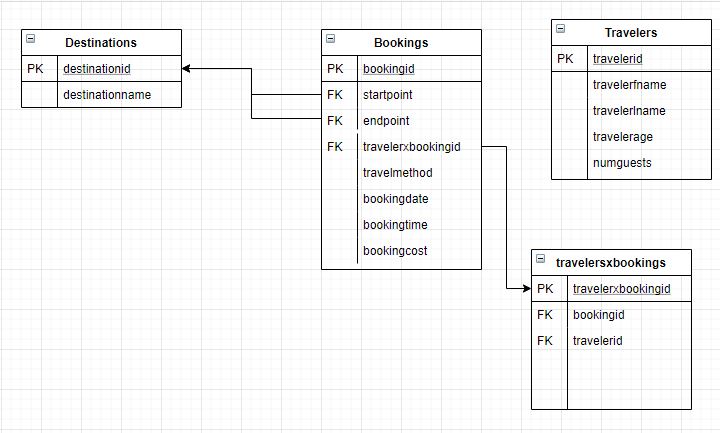 Destinations
PK destinationid
destinationname
Bookings
PK bookingid
FK startpoint
FK endpoint
FK travelerxbookingid
travelmethod
bookingdate
bookingtime
bookingcost
Travelers
PK travelerid
travelerfname
travelerlname
travelerage
numguests
travelersxbookings
PK travelerxbookingid
FK bookingid
FK travelerid